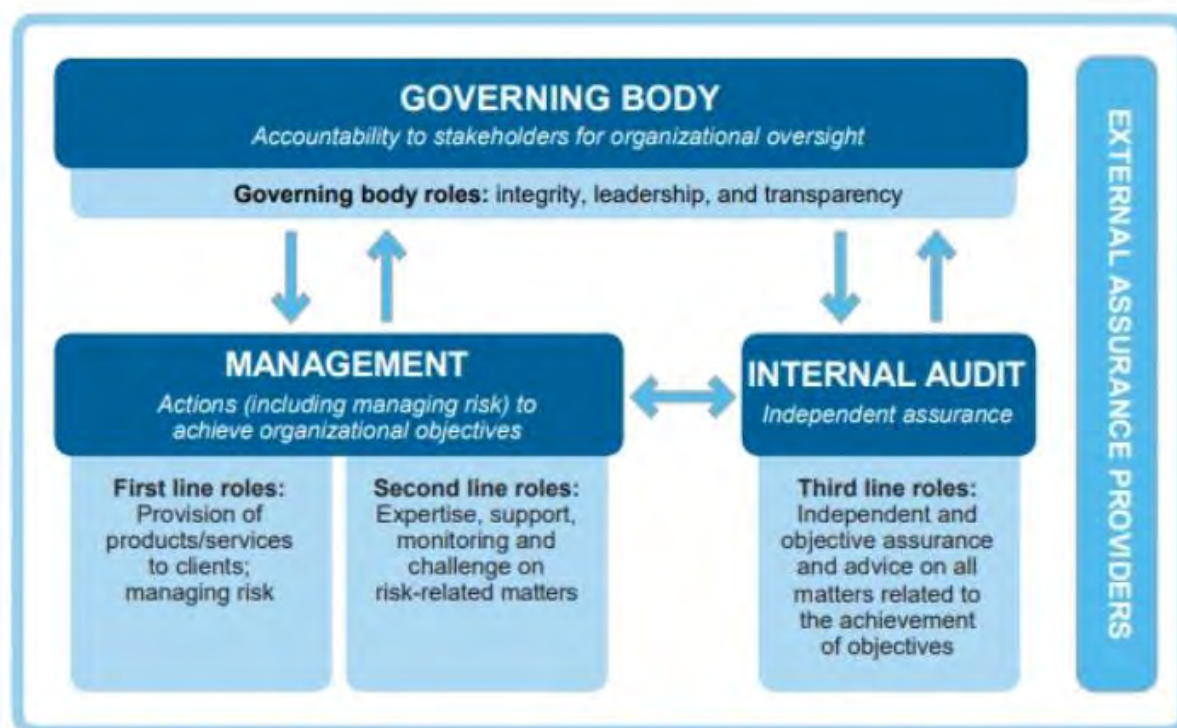 GOVERNING BODY
Accountability to stakeholders for organizational oversight
Governing body roles: integrity, leadership, and transparency
MANAGEMENT
Actions (including managing risk) to
achieve organizational objectives
First line roles:
Provision of
products/services
to clients;
managing risk
Second line roles:
Expertise, support,
monitoring and
challenge on
risk-related matters
INTERNAL AUDIT
Independent assurance
Third line roles:
Independent and
objective assurance
and advice on all
matters related to
the achievement
of objectives
EXTERNAL ASSURANCE PROVIDERS